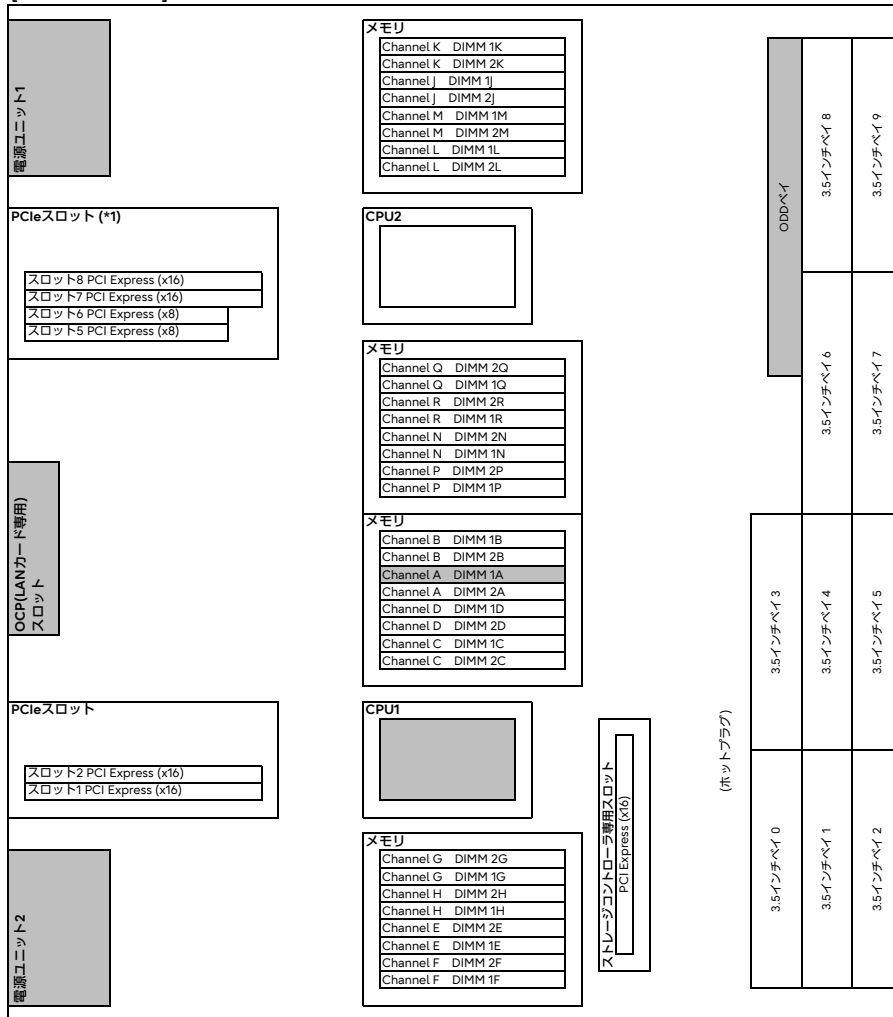 電源ユニット1
メモリ
Channel K DIMM 1K
Channel K DIMM 2K
Channel J DIMM 1J
Channel J DIMM 2J
Channel M DIMM 1M
Channel M DIMM 2M
Channel L DIMM 1L
Channel L DIMM 2L
PCIeスロット (*1)
スロット8 PCI Express (x16)
スロット7 PCI Express (x16)
スロット6 PCI Express (x8)
スロット5 PCI Express (x8)
CPU2
メモリ
Channel Q DIMM 2Q
Channel Q DIMM 1Q
Channel R DIMM 2R
Channel R DIMM 1R
Channel N DIMM 2N
Channel N DIMM 1N
Channel P DIMM 2P
Channel P DIMM 1P
OCP(LANカード専用)
スロット
メモリ
Channel B DIMM 1B
Channel B DIMM 2B
Channel A DIMM 1A
Channel A DIMM 2A
Channel D DIMM 1D
Channel D DIMM 2D
Channel C DIMM 1C
Channel C DIMM 2C
PCIeスロット
スロット2 PCI Express (x16)
スロット1 PCI Express (x16)
CPU1
電源ユニット2
メモリ
Channel G DIMM 2G
Channel G DIMM 1G
Channel H DIMM 2H
Channel H DIMM 1H
Channel E DIMM 2E
Channel E DIMM 1E
Channel F DIMM 2F
Channel F DIMM 1F
ストレージコントローラ専用スロット
PCI Express (x16)
(ホットプラグ)
ODDベイ
3.5インチベイ 8
3.5インチベイ 9
3.5インチベイ 6
3.5インチベイ 7
3.5インチベイ 3
3.5インチベイ 4
3.5インチベイ 5
3.5インチベイ 0
3.5インチベイ 1
3.5インチベイ 2